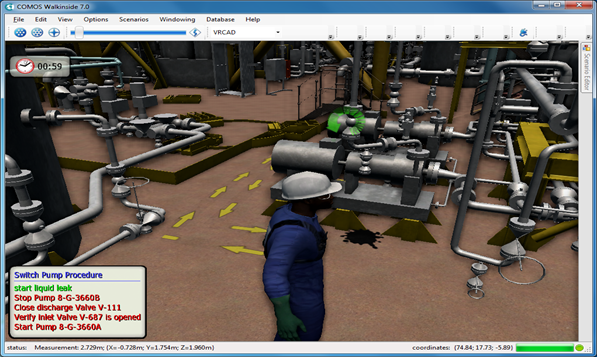 COMOS Walkinside 7.0
File Edit View Options Scenarios Windowing Database Help
VRCAD
Scenario Editor
00:59
Switch Pump Procedure
start liquid leak
Stop Pump 8-G-3660B
Close discharge Valve V-111
Verify Inlet Valve V-687 is opened
Start Pump 8-G-3660A
status: Measurement: 2,729m; (X=-0.728m; Y=1.754m; Z=1.960m) coordinates: (74.84; 17.73; -5.89)